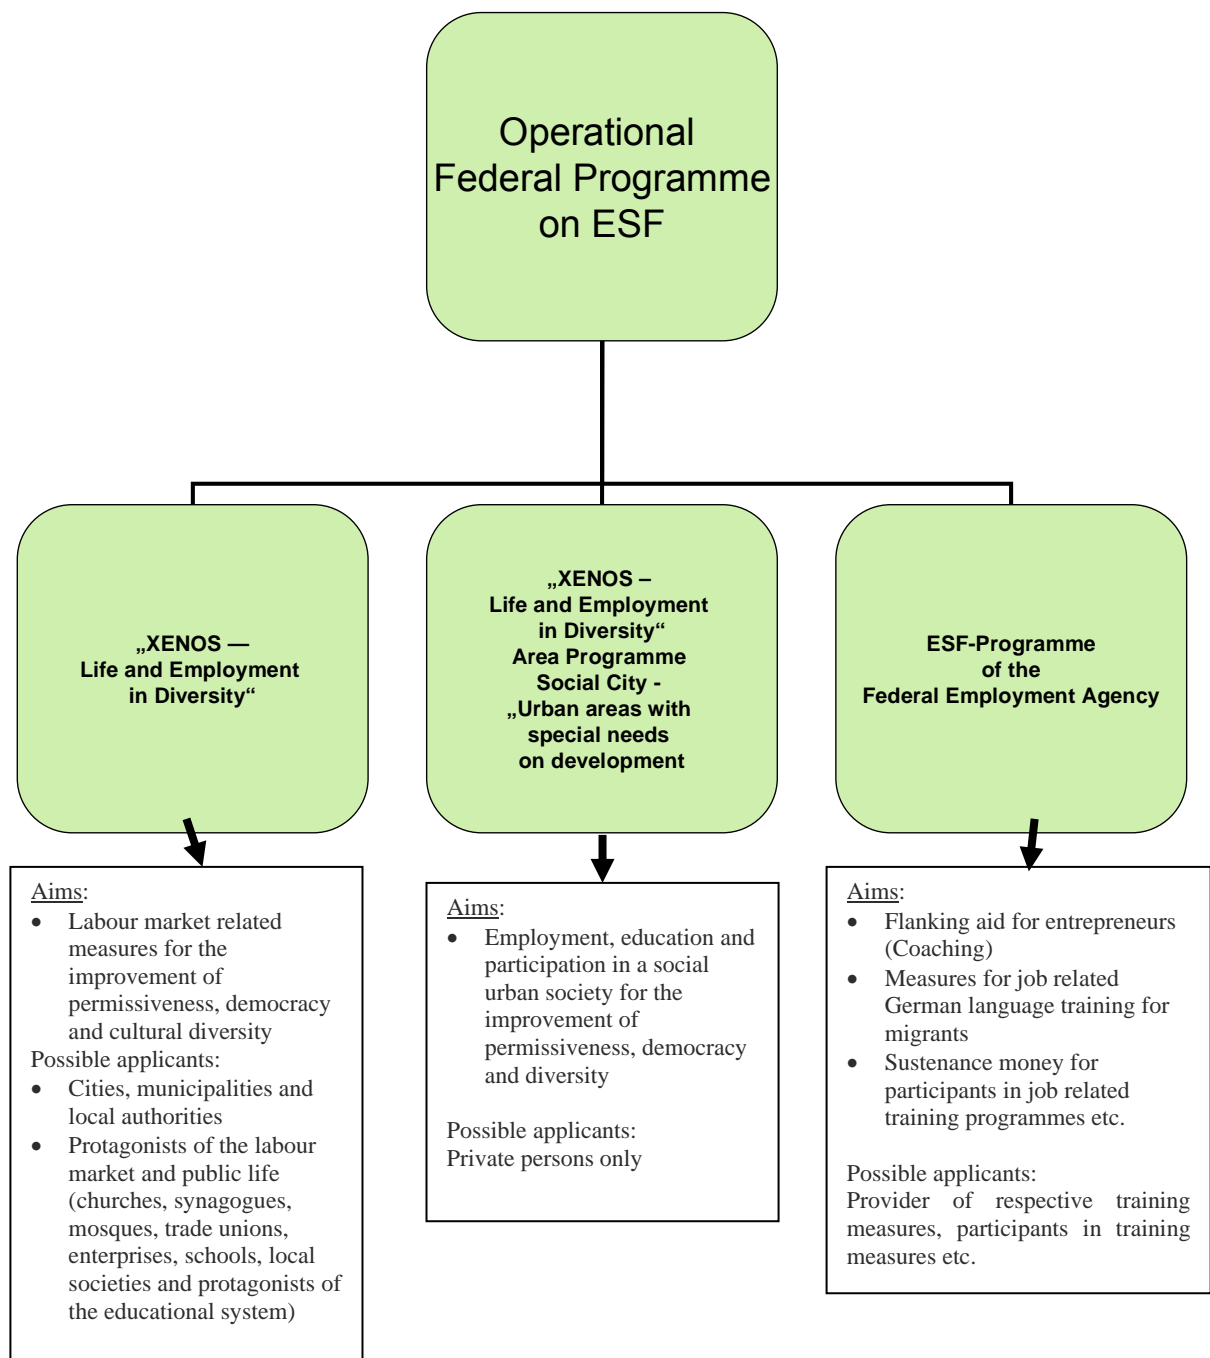 Operational
Federal Programme
on ESF
„XENOS —
Life and Employment
in Diversity“
„XENOS –
Life and Employment
in Diversity“
Area Programme
Social City -
„Urban areas with
special needs
on development
ESF-Programme
of the
Federal Employment Agency
Aims:
• Labour market related
measures for the
improvement of
permissiveness, democracy
and cultural diversity
Possible applicants:
• Cities, municipalities and
local authorities
• Protagonists of the labour
market and public life
(churches, synagogues,
mosques, trade unions,
enterprises, schools, local
societies and protagonists of
the educational system)
Aims:
• Employment, education and
participation in a social
urban society for the
improvement of
permissiveness, democracy
and diversity
Possible applicants:
Private persons only
Aims:
• Flanking aid for entrepreneurs
(Coaching)
• Measures for job related
German language training for
migrants
• Sustenance money for
participants in job related
training programmes etc.
Possible applicants:
Provider of respective training
measures, participants in training
measures etc.